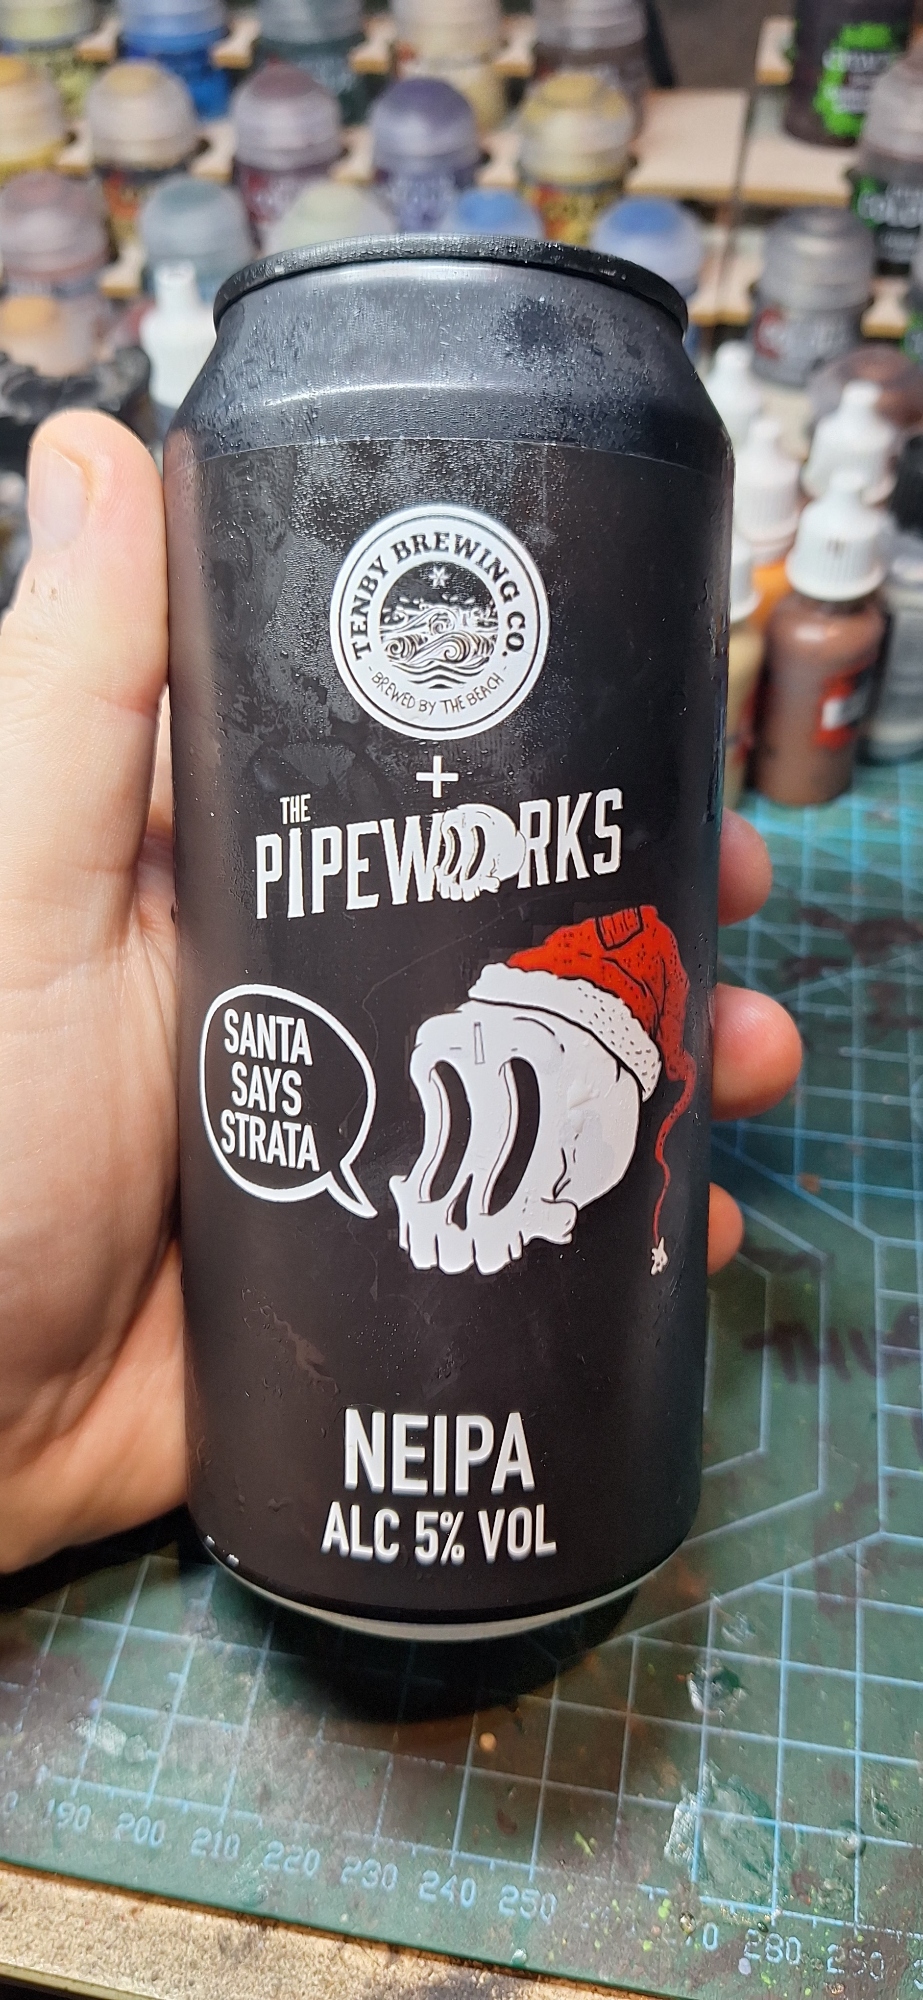 TENBY BREWING CO.
- BREWED BY THE BEACH -
+
THE
PIPEWORKS
SANTA
SAYS
STRATA
NEIPA
ALC 5% VOL
190 200 210 220 230 240 250 280